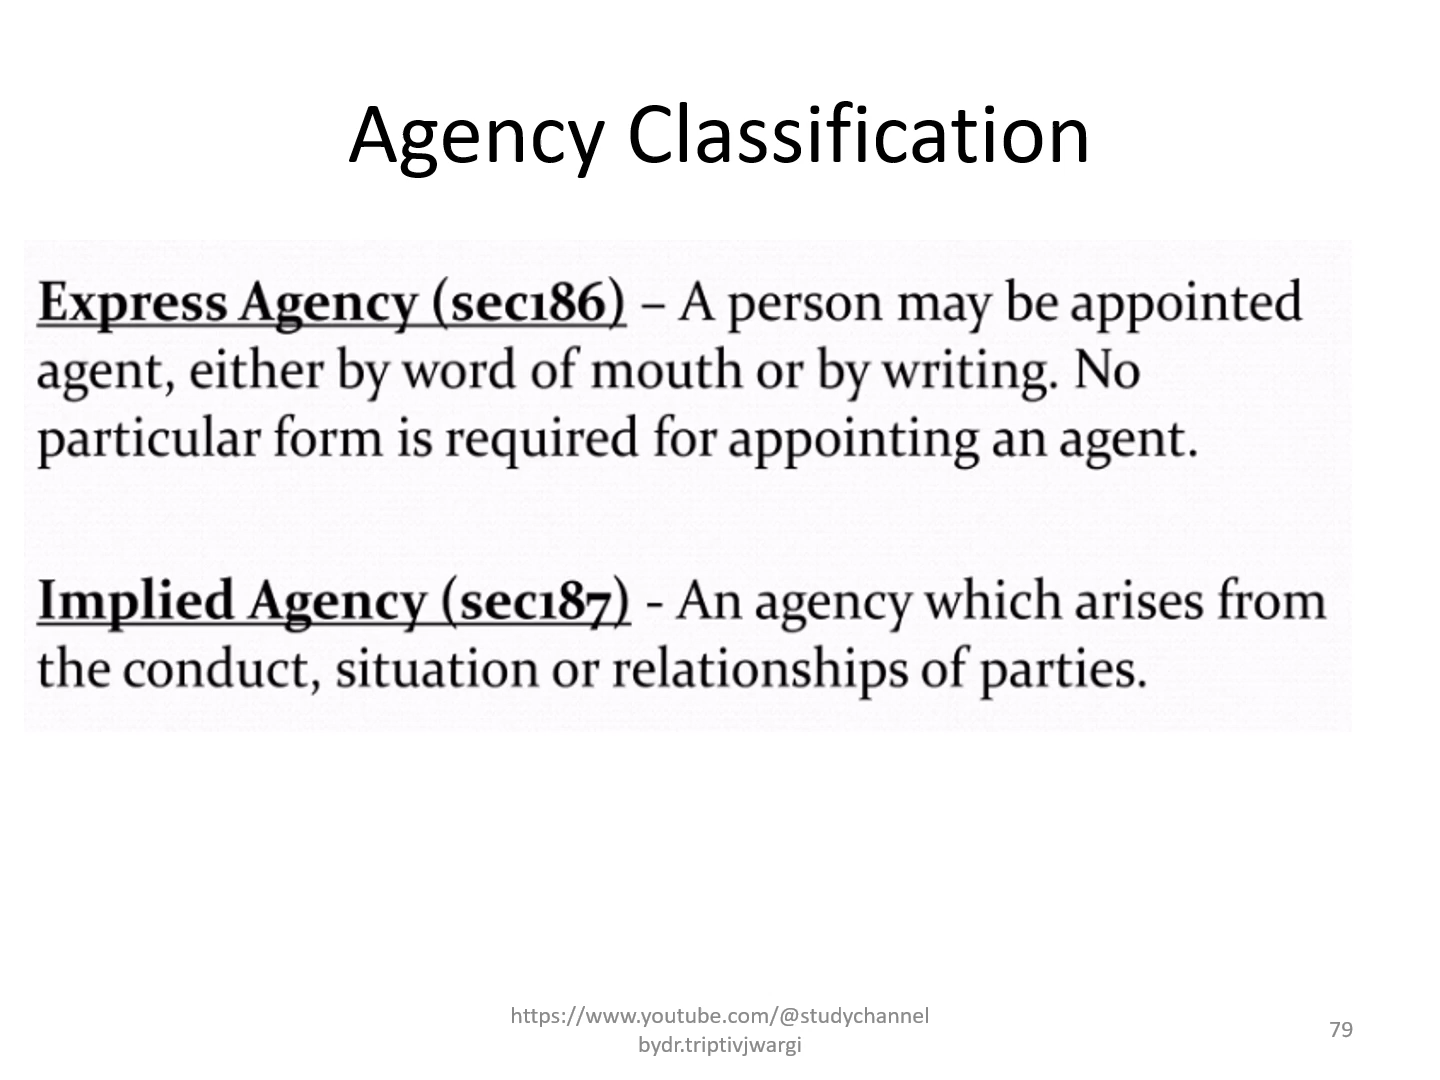 Agency Classification
Express Agency (sec186) – A person may be appointed
agent, either by word of mouth or by writing. No
particular form is required for appointing an agent.
Implied Agency (sec187) - An agency which arises from
the conduct, situation or relationships of parties.
https://www.youtube.com/@studychannel
bydr.triptivjwargi
79